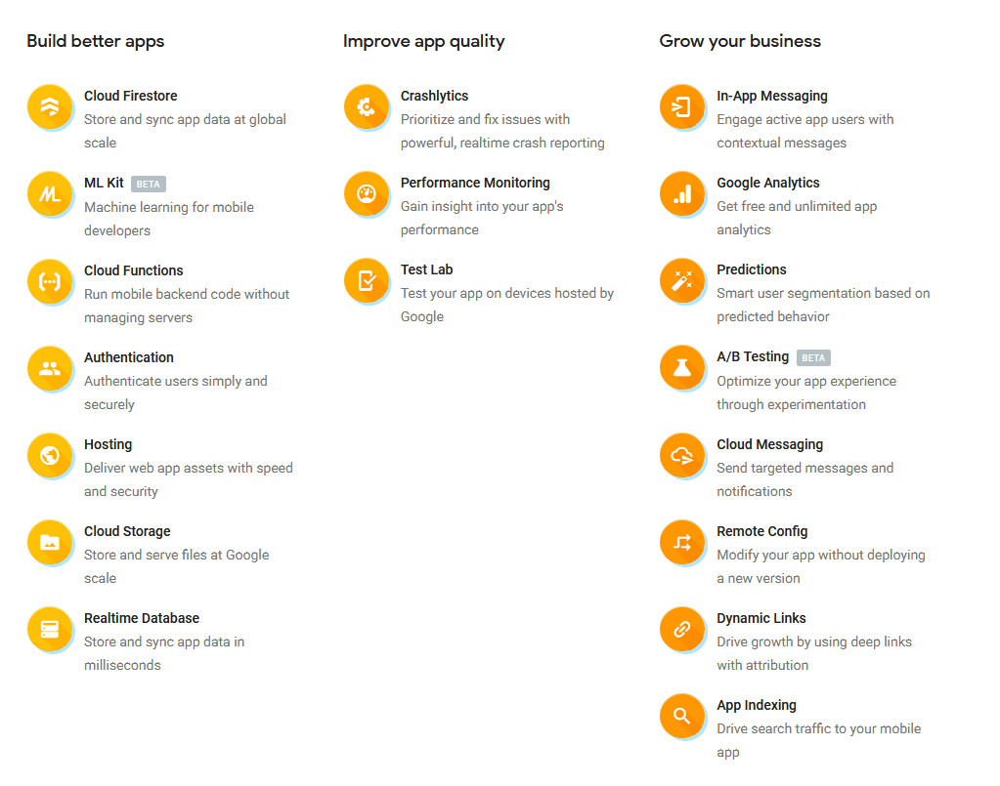 Build better apps
Cloud Firestore
Store and sync app data at global
scale
ML Kit BETA
Machine learning for mobile
developers
Cloud Functions
Run mobile backend code without
managing servers
Authentication
Authenticate users simply and
securely
Hosting
Deliver web app assets with speed
and security
Cloud Storage
Store and serve files at Google
scale
Realtime Database
Store and sync app data in
milliseconds
Improve app quality
Crashlytics
Prioritize and fix issues with
powerful, realtime crash reporting
Performance Monitoring
Gain insight into your app's
performance
Test Lab
Test your app on devices hosted by
Google
Grow your business
In-App Messaging
Engage active app users with
contextual messages
Google Analytics
Get free and unlimited app
analytics
Predictions
Smart user segmentation based on
predicted behavior
A/B Testing BETA
Optimize your app experience
through experimentation
Cloud Messaging
Send targeted messages and
notifications
Remote Config
Modify your app without deploying
a new version
Dynamic Links
Drive growth by using deep links
with attribution
App Indexing
Drive search traffic to your mobile
app